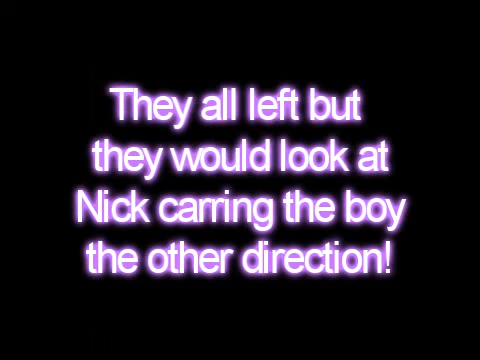 They all left but
they would look at
Nick carring the boy
the other direction!